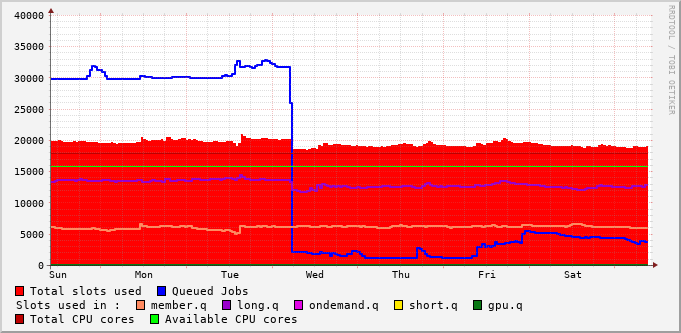 RRDTOOL / TOBI OETIKER
40000
35000
30000
25000
20000
15000
10000
5000
0
Sun Mon Tue Wed Thu Fri Sat
Total slots used Queued Jobs
Slots used in : member.q long.q ondemand.q short.q gpu.q
Total CPU cores Available CPU cores